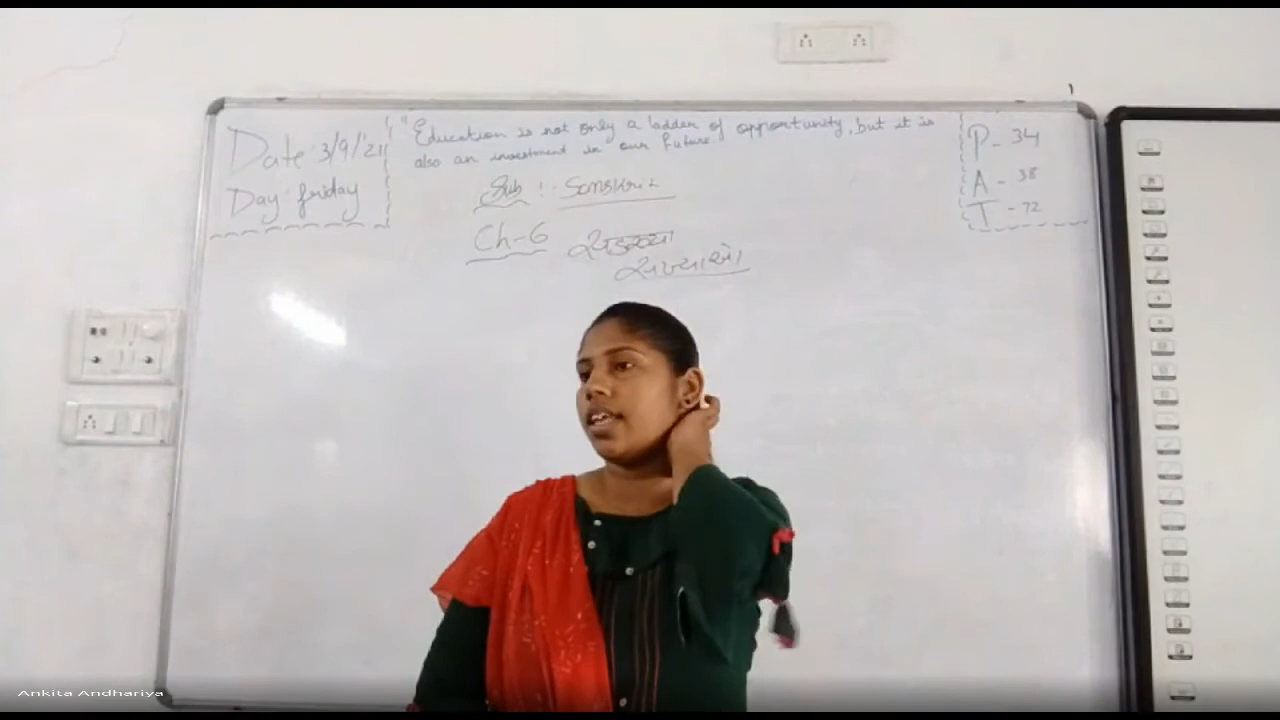 Date: 3/9/'21
Day: friday
"Education is not only a ladder of opportunity, but it is
also an investment in our future.
Sub :- Sanskrit
Ch-6
P - 34
A - 38
T - 72
Ankita Andhariya